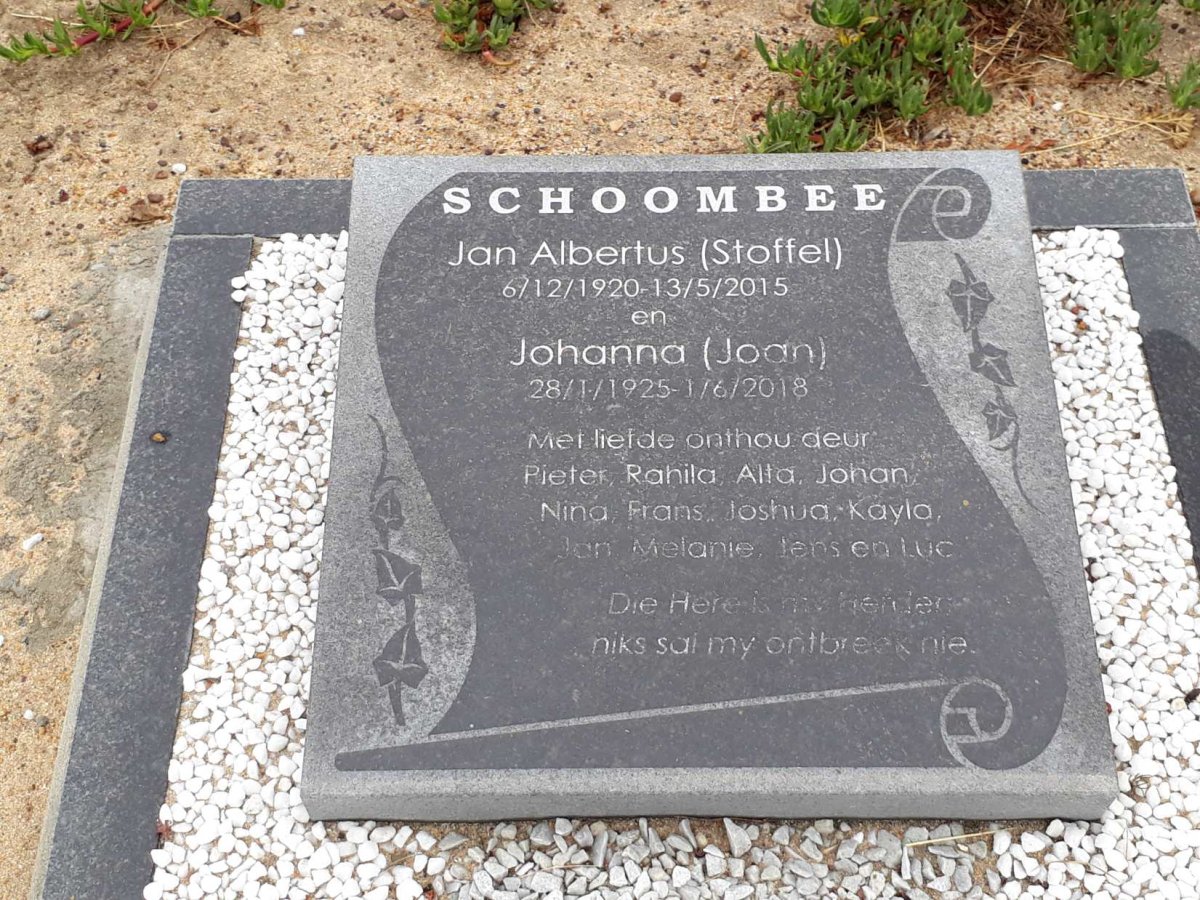 SCHOOMBEE
Jan Albertus (Stoffel)
6/12/1920-13/5/2015
en
Johanna (Joan)
28/1/1925-1/6/2018
Met liefde onthou deur:
Pieter, Rahila, Alta, Johan,
Nina, Frans, Joshua, Kayla,
Jan, Melanie, Jens en Luc
Die Here is my herder,
niks sal my ontbreek nie.